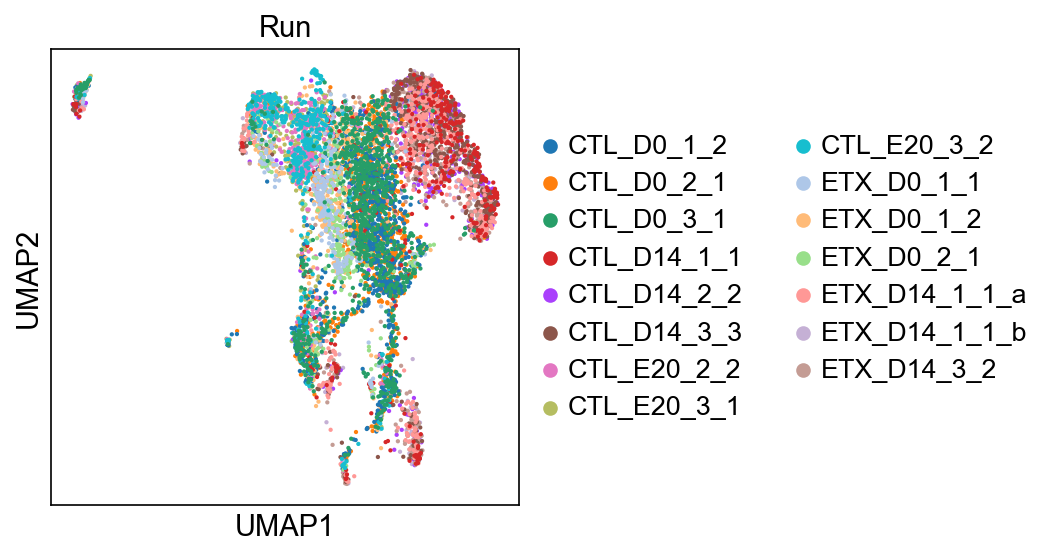 Run
UMAP2
UMAP1
CTL_D0_1_2
CTL_D0_2_1
CTL_D0_3_1
CTL_D14_1_1
CTL_D14_2_2
CTL_D14_3_3
CTL_E20_2_2
CTL_E20_3_1
CTL_E20_3_2
ETX_D0_1_1
ETX_D0_1_2
ETX_D0_2_1
ETX_D14_1_1_a
ETX_D14_1_1_b
ETX_D14_3_2